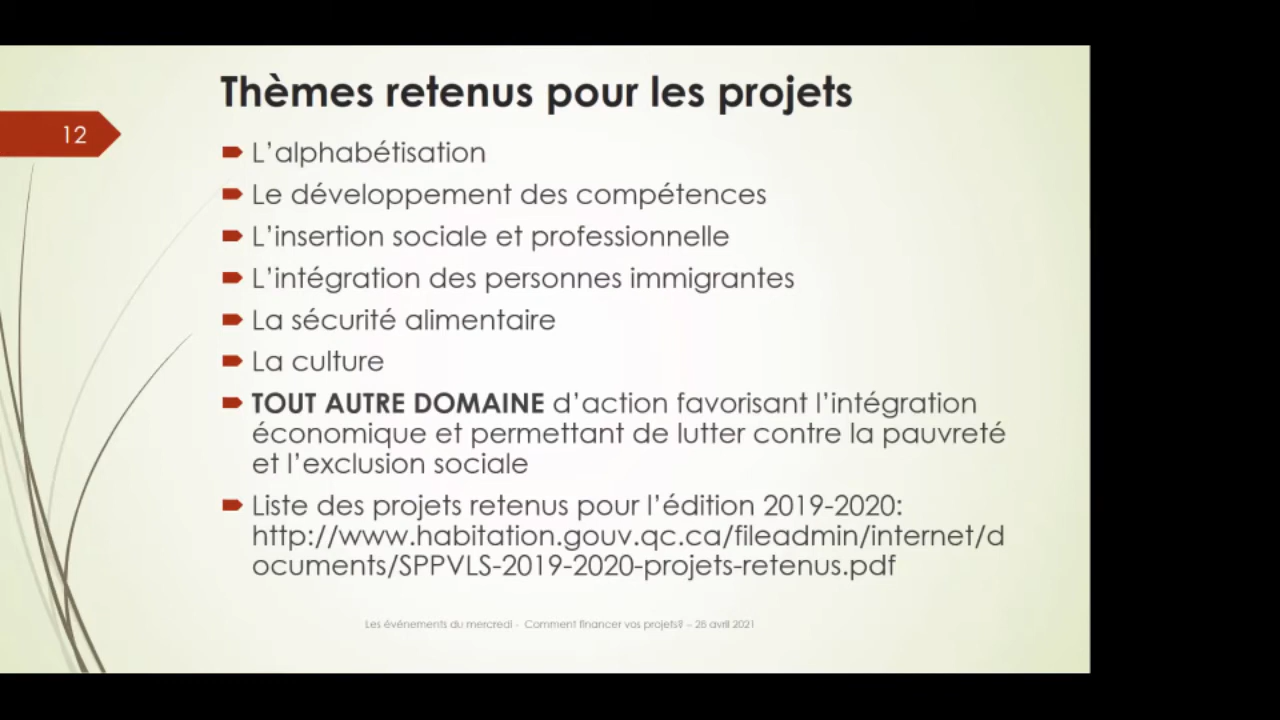 Thèmes retenus pour les projets
12
L’alphabétisation
Le développement des compétences
L’insertion sociale et professionnelle
L’intégration des personnes immigrantes
La sécurité alimentaire
La culture
TOUT AUTRE DOMAINE d’action favorisant l’intégration
économique et permettant de lutter contre la pauvreté
et l’exclusion sociale
Liste des projets retenus pour l’édition 2019-2020:
http://www.habitation.gouv.qc.ca/fileadmin/internet/d
ocuments/SPPVLS-2019-2020-projets-retenus.pdf
Les événements du mercredi - Comment financer vos projets? – 28 avril 2021